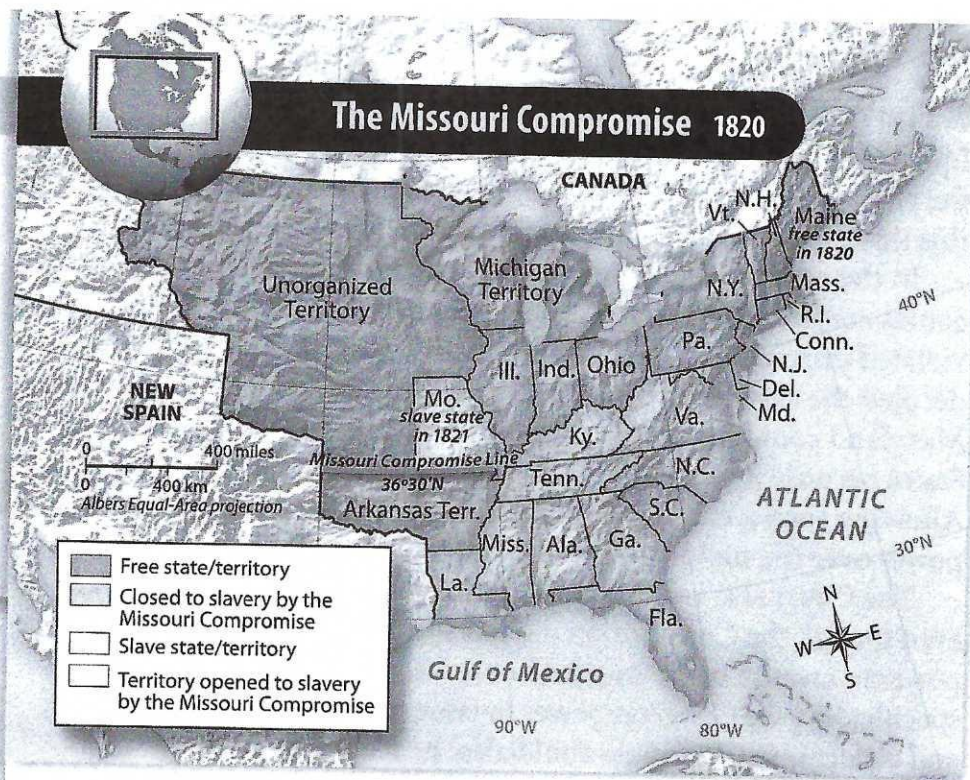 The Missouri Compromise 1820
CANADA
N.H.
Vt.
Maine
free state
in 1820
Unorganized
Territory
Michigan
Territory
N.Y.
Mass.
40°N
R.I.
Conn.
Pa.
N.J.
Ill.
Ind.
Ohio
Del.
Md.
NEW
SPAIN
Mo.
slave state
in 1821
Va.
Ky.
0
400 miles
Missouri Compromise Line
0
400 km
36°30'N
Tenn.
N.C.
Albers Equal-Area projection
Arkansas Terr.
S.C.
ATLANTIC
OCEAN
Miss.
Ala.
Ga.
30°N
La.
Fla.
Free state/territory
Closed to slavery by the
Missouri Compromise
Slave state/territory
Territory opened to slavery
by the Missouri Compromise
Gulf of Mexico
N
W
E
S
90°W
80°W